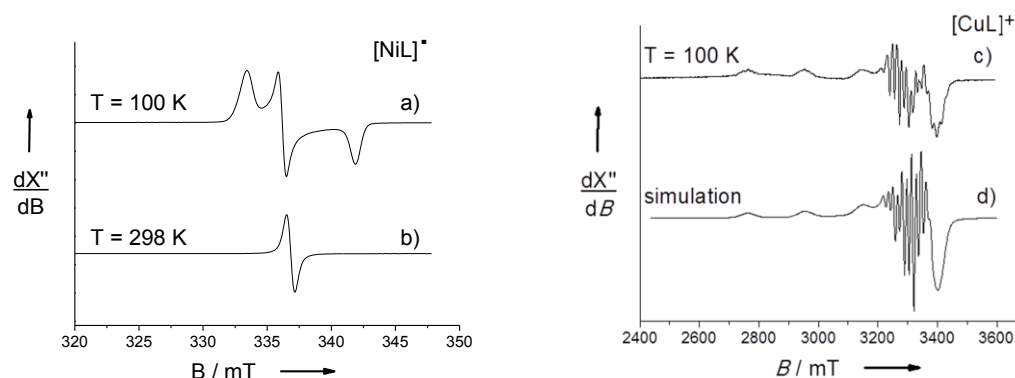 [NiL]▪
T = 100 K
a)
dX"
dB
T = 298 K
b)
320 325 330 335 340 345 350
B / mT
[CuL]+
T = 100 K
c)
dX"
dB
simulation
d)
2400 2600 2800 3000 3200 3400 3600
B / mT